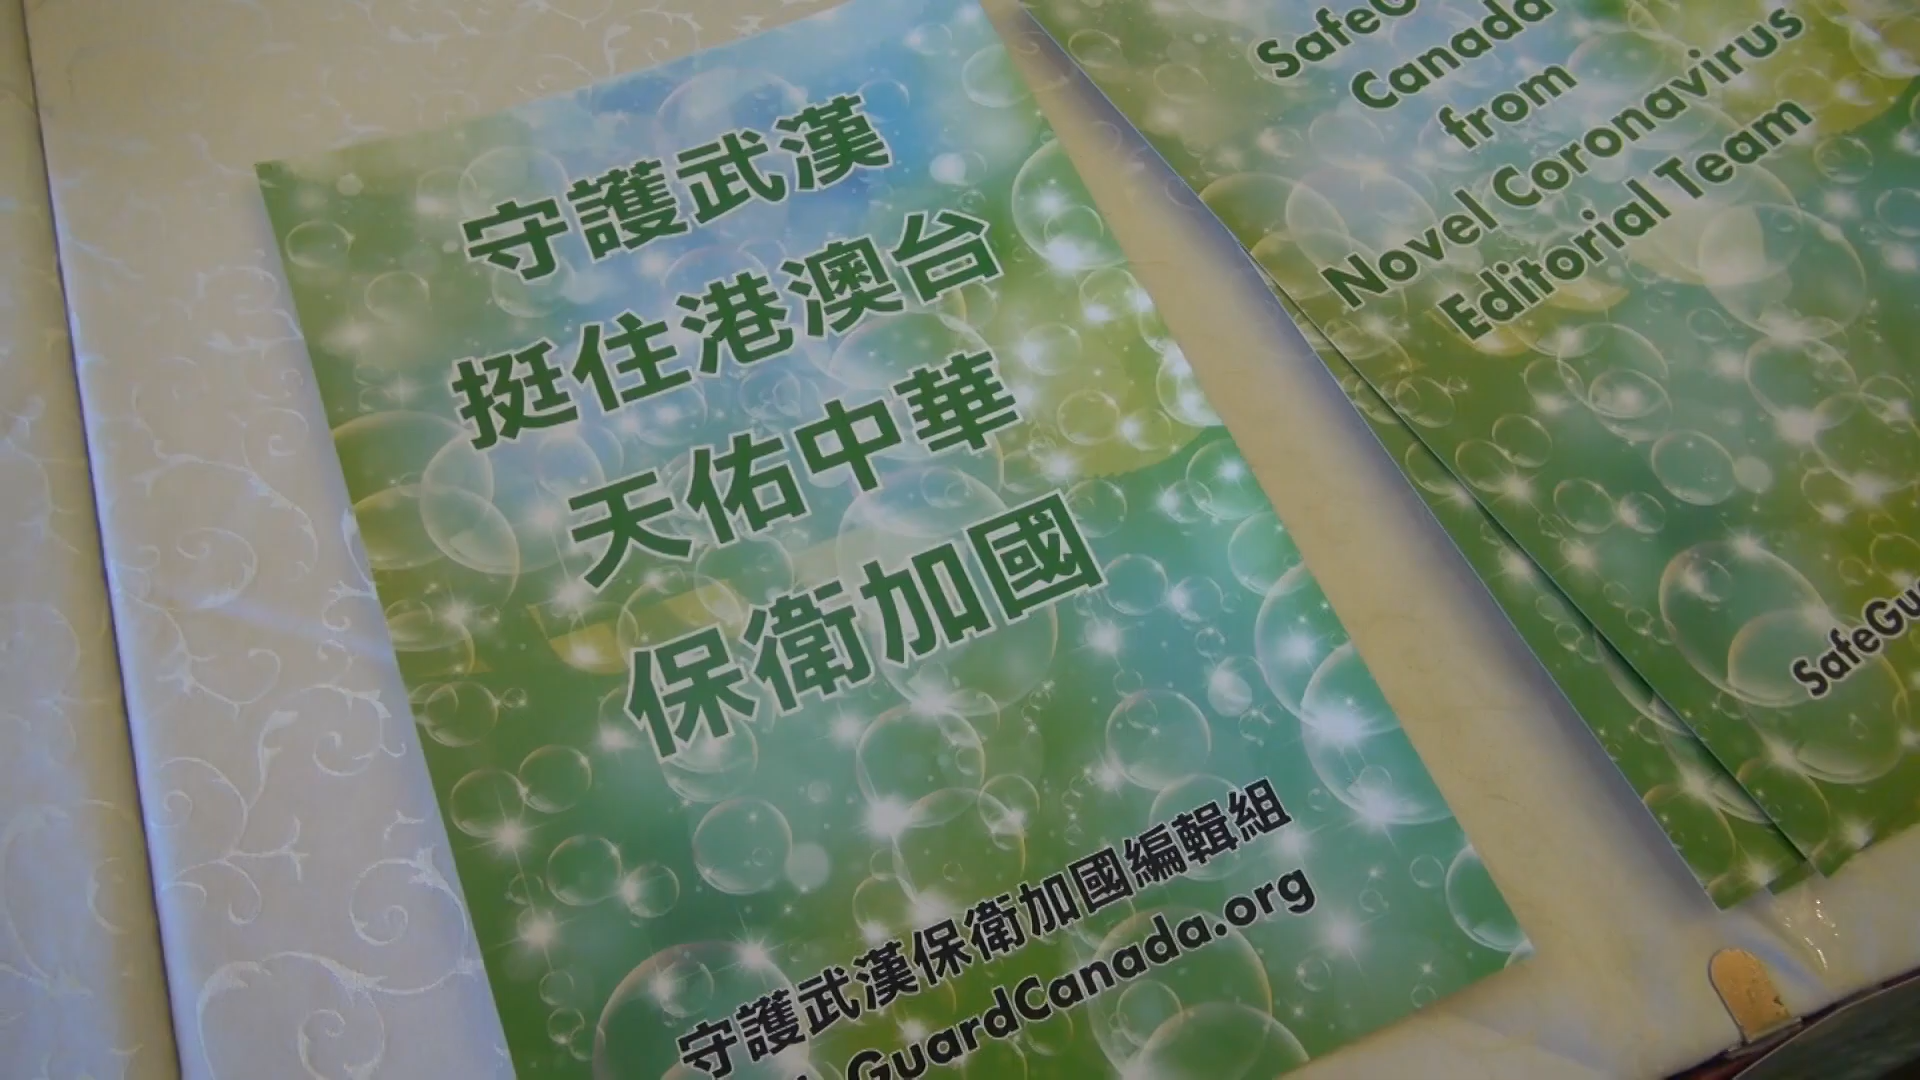 守護武漢
挺住港澳台
天佑中華
保衛加國
守護武漢保衛加國編輯組
GuardCanada.org
Canada
from
Novel Coronavirus
Editorial Team